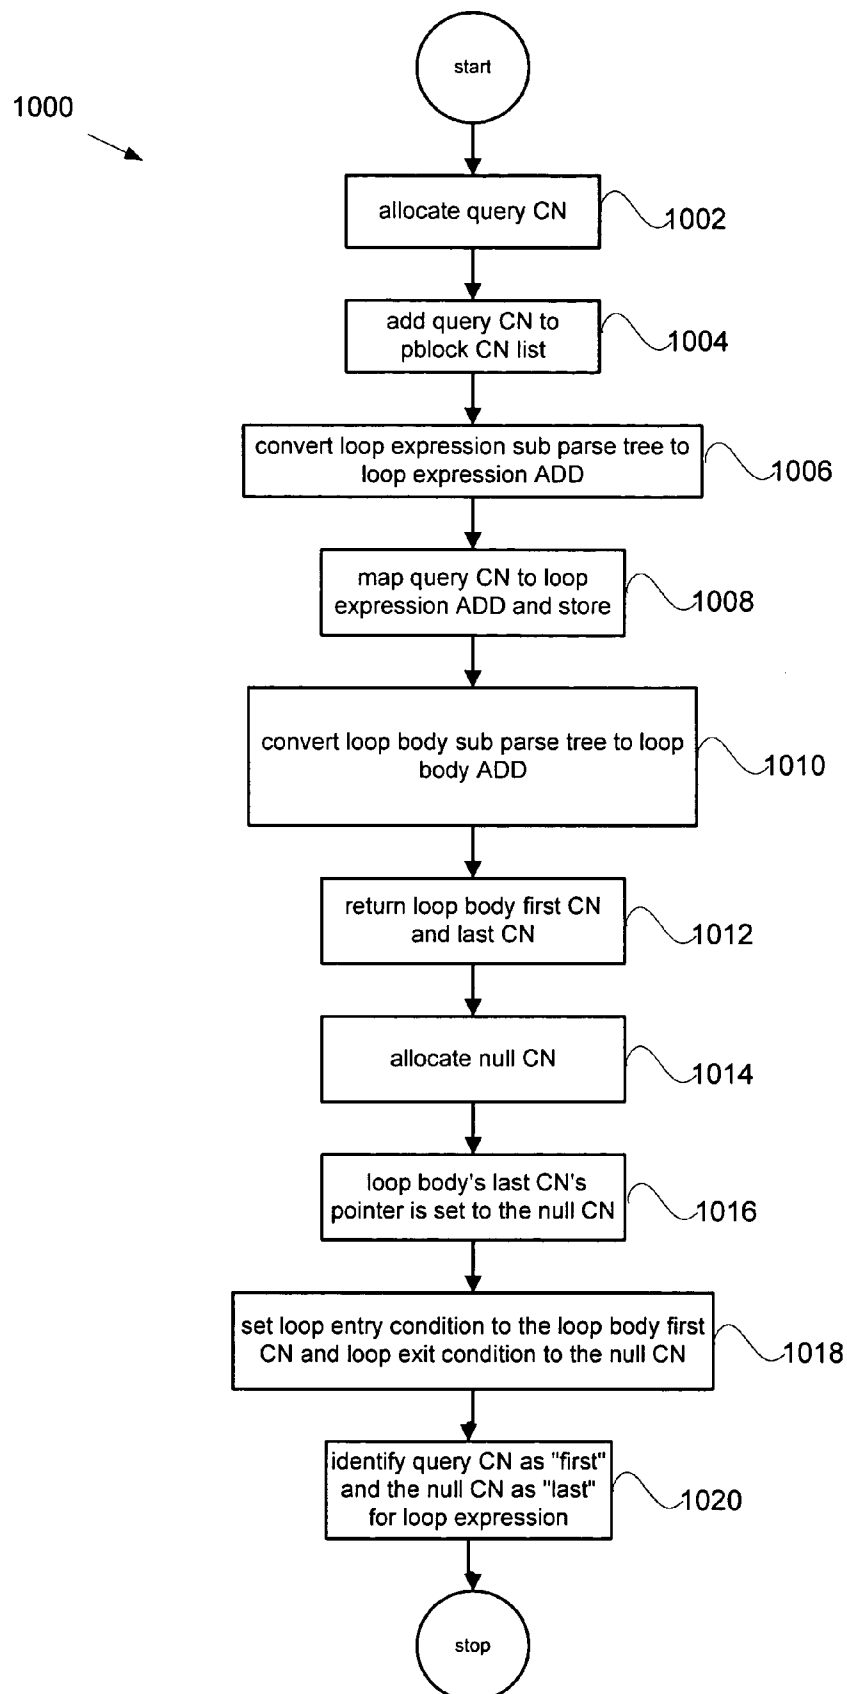 start
1000
allocate query CN
1002
add query CN to
pblock CN list
1004
convert loop expression sub parse tree to
loop expression ADD
1006
map query CN to loop
expression ADD and store
1008
convert loop body sub parse tree to loop
body ADD
1010
return loop body first CN
and last CN
1012
allocate null CN
1014
loop body's last CN's
pointer is set to the null CN
1016
set loop entry condition to the loop body first
CN and loop exit condition to the null CN
1018
identify query CN as "first"
and the null CN as "last"
for loop expression
1020
stop